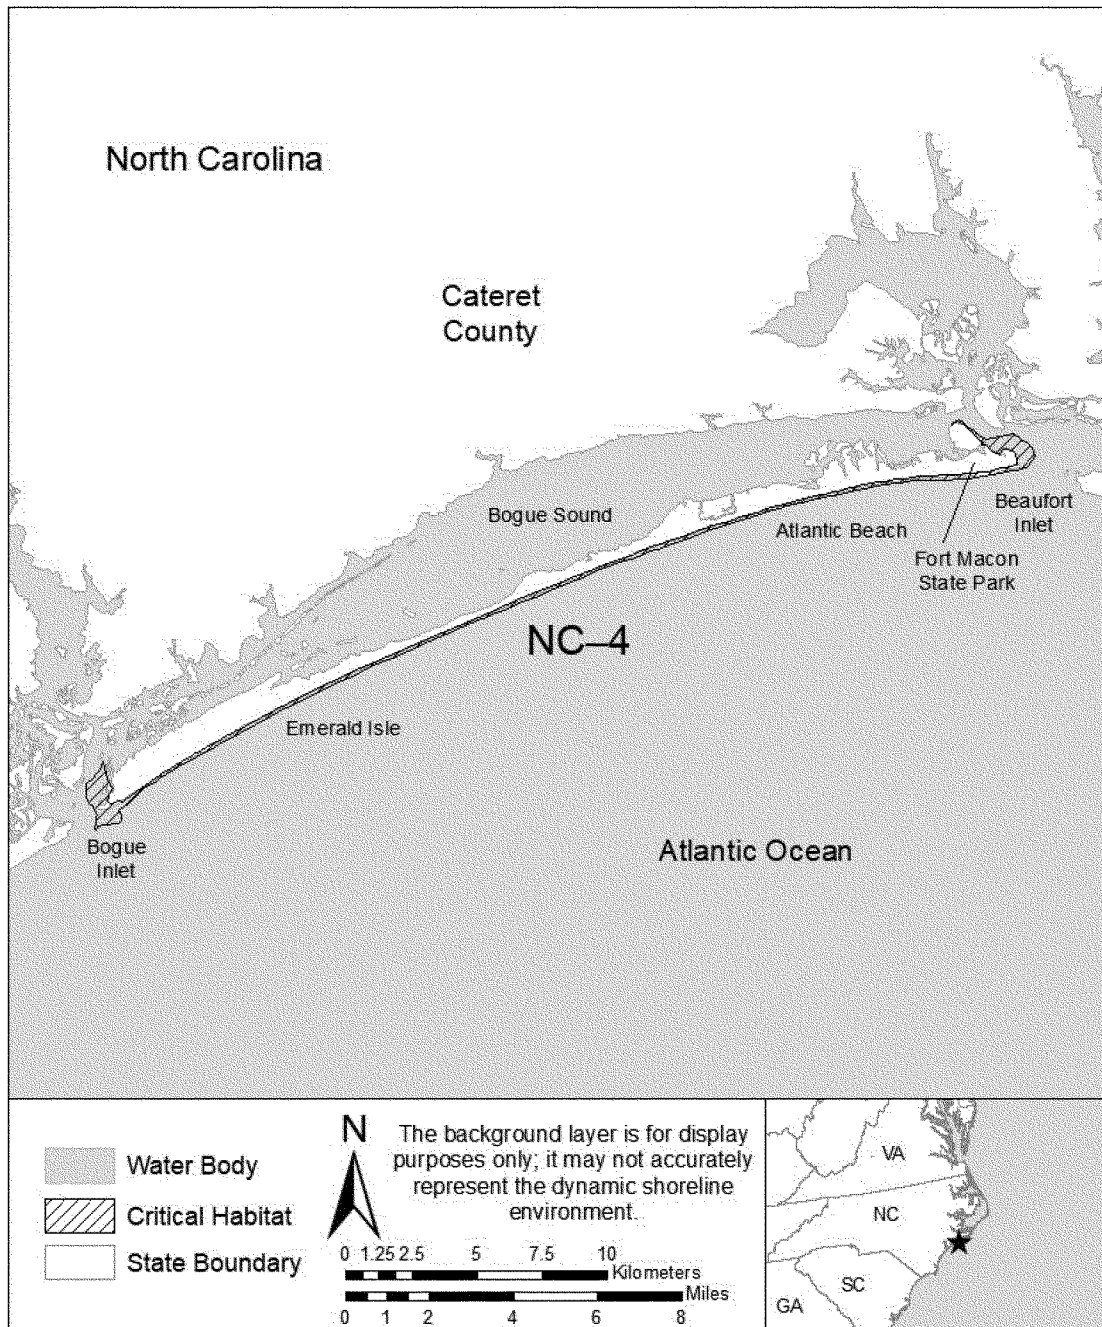 North Carolina
Cateret
County
Bogue Sound
Atlantic Beach
Beaufort
Inlet
Fort Macon
State Park
NC–4
Emerald Isle
Bogue
Inlet
Atlantic Ocean
Water Body
Critical Habitat
State Boundary
N
The background layer is for display
purposes only; it may not accurately
represent the dynamic shoreline
environment.
0 1.25 2.5 5 7.5 10
Kilometers
Miles
0 1 2 4 6 8
VA
NC
SC
GA